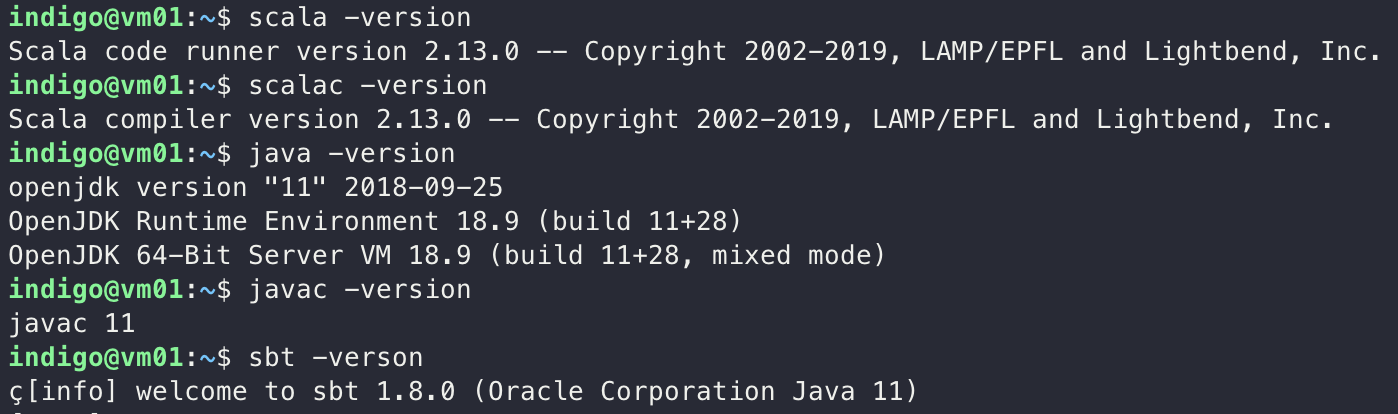 indigo@vm01:~$ scala -version
Scala code runner version 2.13.0 -- Copyright 2002-2019, LAMP/EPFL and Lightbend, Inc.
indigo@vm01:~$ scalac -version
Scala compiler version 2.13.0 -- Copyright 2002-2019, LAMP/EPFL and Lightbend, Inc.
indigo@vm01:~$ java -version
openjdk version "11" 2018-09-25
OpenJDK Runtime Environment 18.9 (build 11+28)
OpenJDK 64-Bit Server VM 18.9 (build 11+28, mixed mode)
indigo@vm01:~$ javac -version
javac 11
indigo@vm01:~$ sbt -verson
ç[info] welcome to sbt 1.8.0 (Oracle Corporation Java 11)